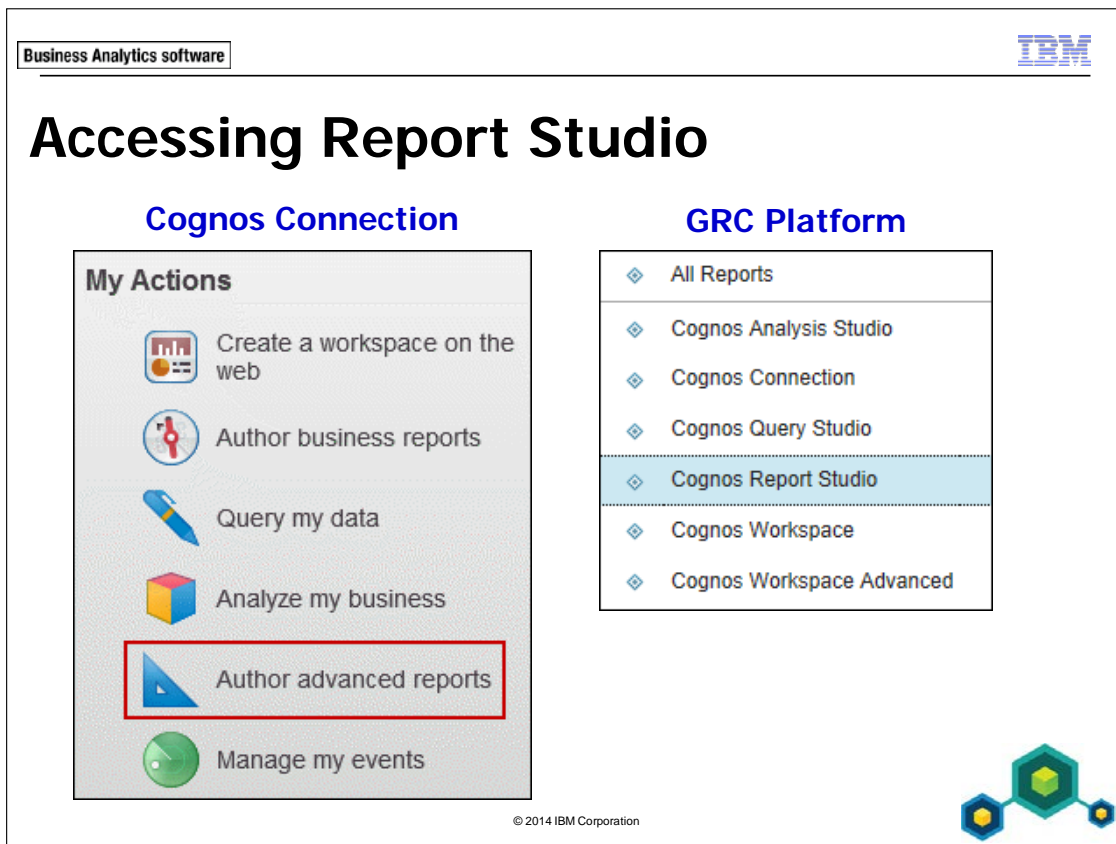 Business Analytics software
IBM
Accessing Report Studio
Cognos Connection
My Actions
Create a workspace on the
web
Author business reports
Query my data
Analyze my business
Author advanced reports
Manage my events
GRC Platform
All Reports
Cognos Analysis Studio
Cognos Connection
Cognos Query Studio
Cognos Report Studio
Cognos Workspace
Cognos Workspace Advanced
© 2014 IBM Corporation